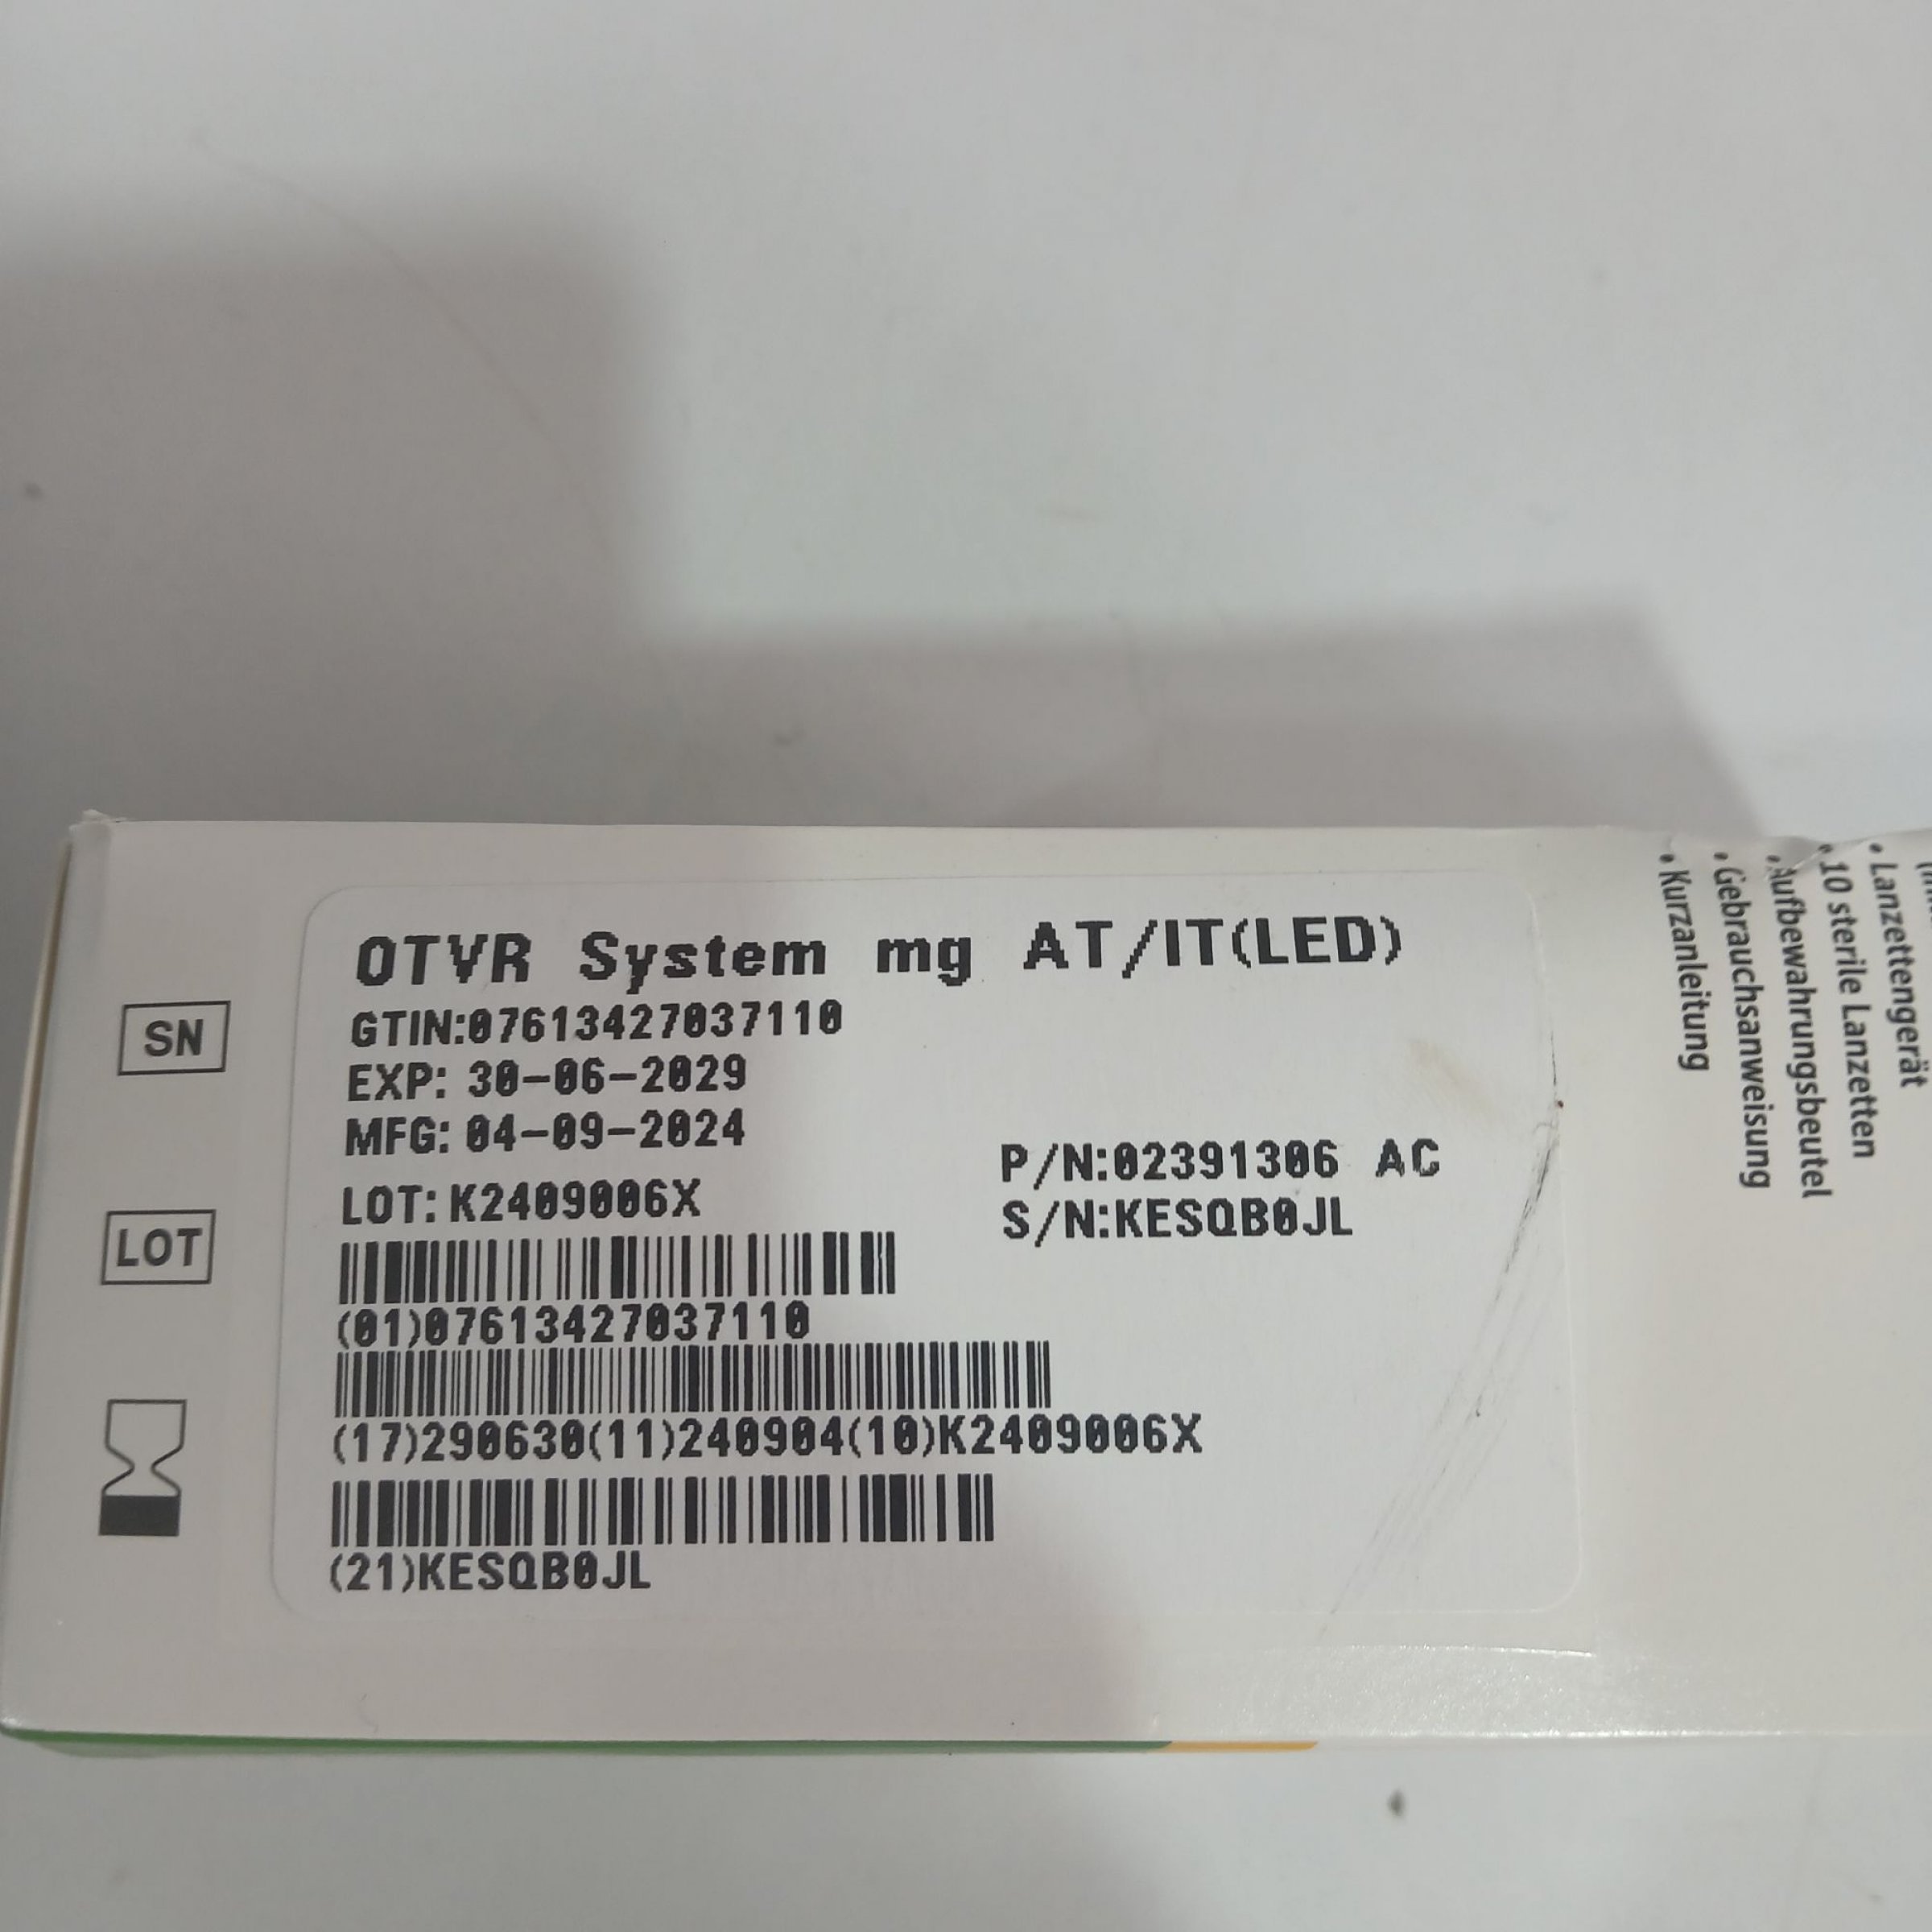 SN
LOT
OTVR System mg AT/IT(LED)
GTIN:07613427037110
EXP: 30-06-2029
MFG: 04-09-2024
LOT: K2409006X
P/N:02391306 AG
S/N:KESQB0JL
(01)07613427037110
(17)290630(11)240904(10)K2409006X
(21)KESQB0JL
• Lanzettengerät
• 10 sterile Lanzetten
• Aufbewahrungsbeutel
• Gebrauchsanweisung
• Kurzanleitung